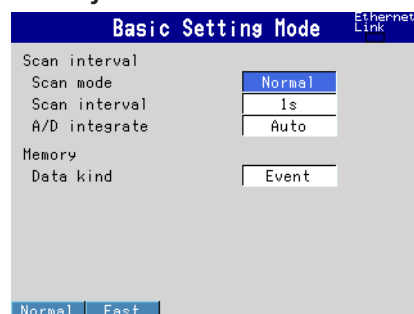 Basic Setting Mode
Ethernet
Link
Scan interval
Scan mode Normal
Scan interval 1s
A/D integrate Auto
Memory
Data kind Event
Normal Fast